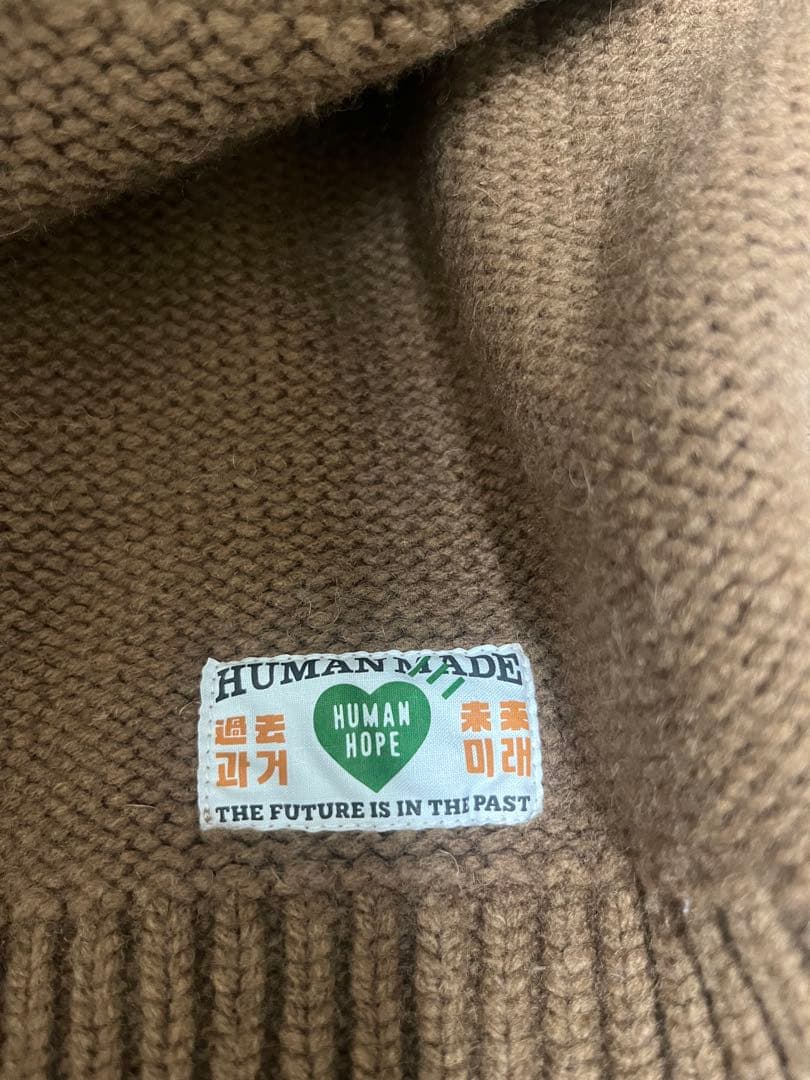 HUMAN MADE
過去
과거
HUMAN
HOPE
未来
미래
THE FUTURE IS IN THE PAST